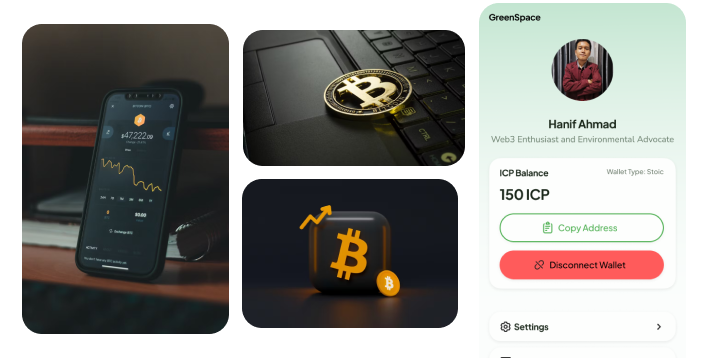 47,222.09
CTRL
GreenSpace
Hanif Ahmad
Web3 Enthusiast and Environmental Advocate
ICP Balance
Wallet Type: Stoic
150 ICP
Copy Address
Disconnect Wallet
Settings